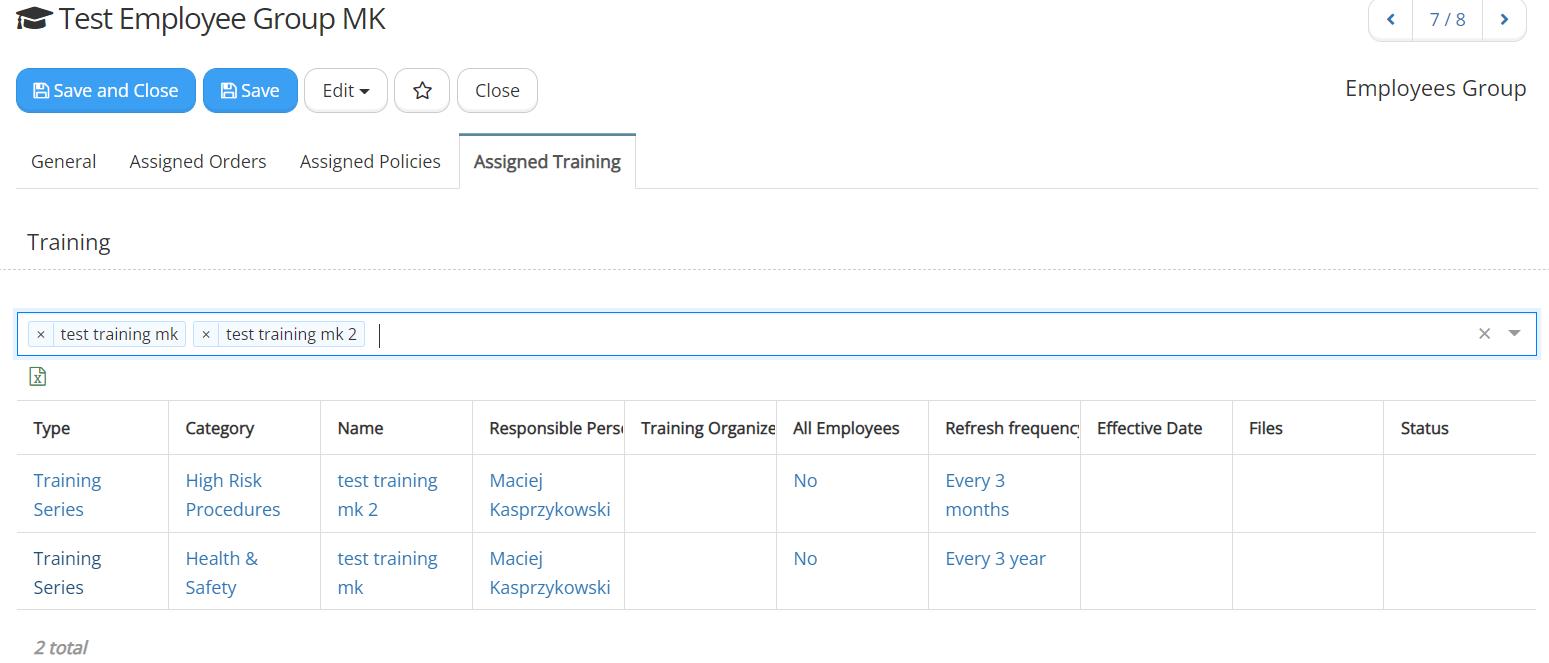 Test Employee Group MK
7 / 8
Save and Close
Save
Edit
Close
Employees Group
General
Assigned Orders
Assigned Policies
Assigned Training
Training
× test training mk
× test training mk 2
Type
Category
Name
Responsible Pers
Training Organize
All Employees
Refresh frequency
Effective Date
Files
Status
Training
Series
High Risk
Procedures
test training
mk 2
Maciej
Kasprzykowski
No
Every 3
months
Training
Series
Health &
Safety
test training
mk
Maciej
Kasprzykowski
No
Every 3 year
2 total